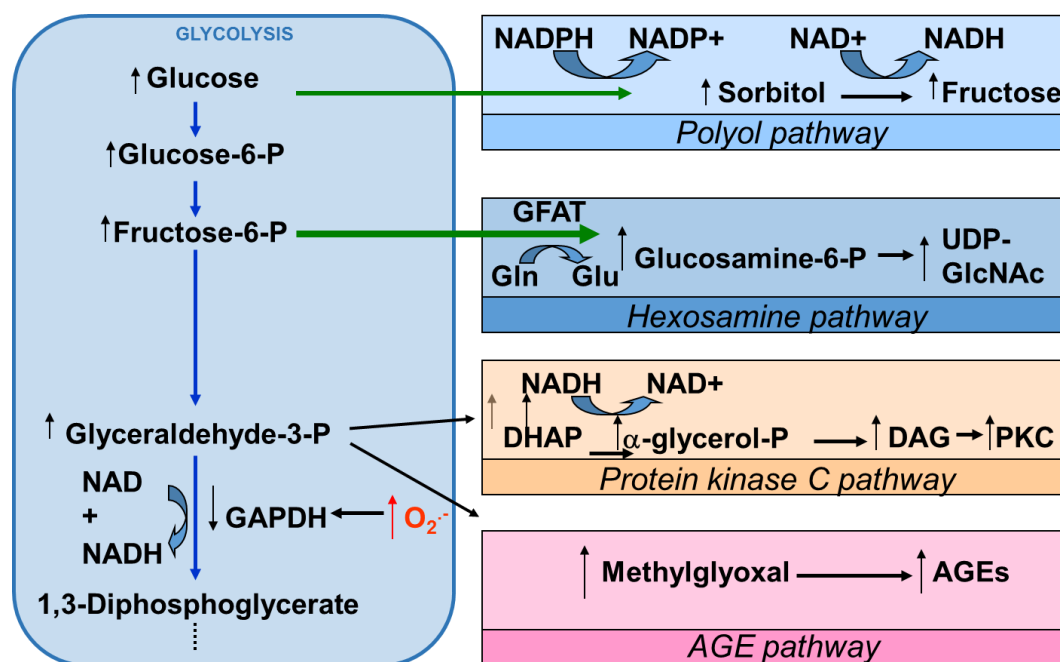 GLYCOLYSIS
Glucose
Glucose-6-P
Fructose-6-P
Glyceraldehyde-3-P
NAD
+
NADH
GAPDH
O₂·⁻
1,3-Diphosphoglycerate
NADPH NADP+ NAD+ NADH
Sorbitol Fructose
Polyol pathway
GFAT
Gln Glu
Glucosamine-6-P
UDP-
GlcNAc
Hexosamine pathway
NADH NAD+
DHAP α-glycerol-P DAG PKC
Protein kinase C pathway
Methylglyoxal AGEs
AGE pathway